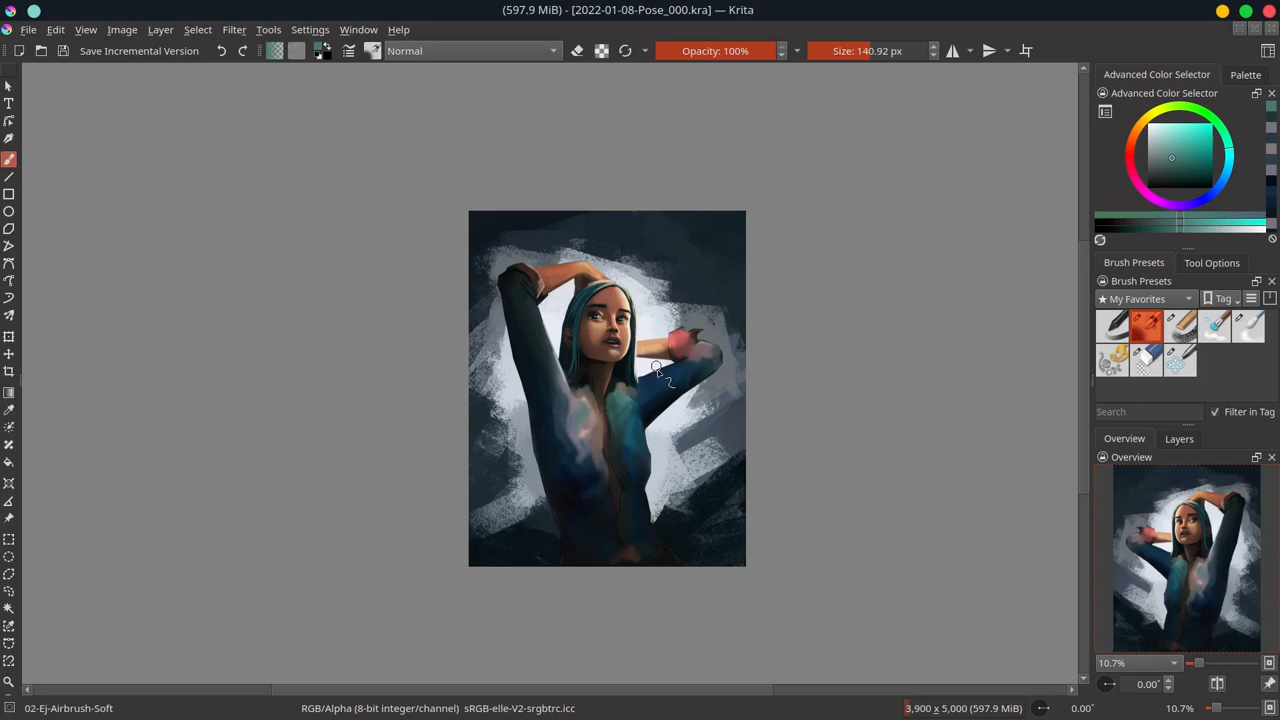 (597.9 MiB) - [2022-01-08-Pose_000.kra] — Krita
File Edit View Image Filter Layer Select Tools Settings Window Help
Save Incremental Version Normal Opacity: 100% Size: 140.92 px
Advanced Color Selector Palette
Advanced Color Selector
Brush Presets Tool Options
Brush Presets
★ My Favorites Tag
Search Filter in Tag
Overview Layers
Overview
10.7%
0.00°
02-Ej-Airbrush-Soft RGB/Alpha (8-bit integer/channel) sRGB-elle-V2-srgbtrc.icc 3,900 x 5,000 (597.9 MiB) 0.00° 10.7%